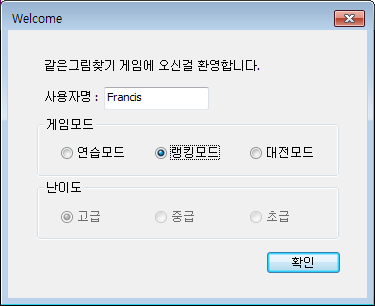 Welcome
같은그림찾기 게임에 오신걸 환영합니다.
사용자명 : Francis
게임모드
연습모드 랭킹모드 대전모드
난이도
고급 중급 초급
확인